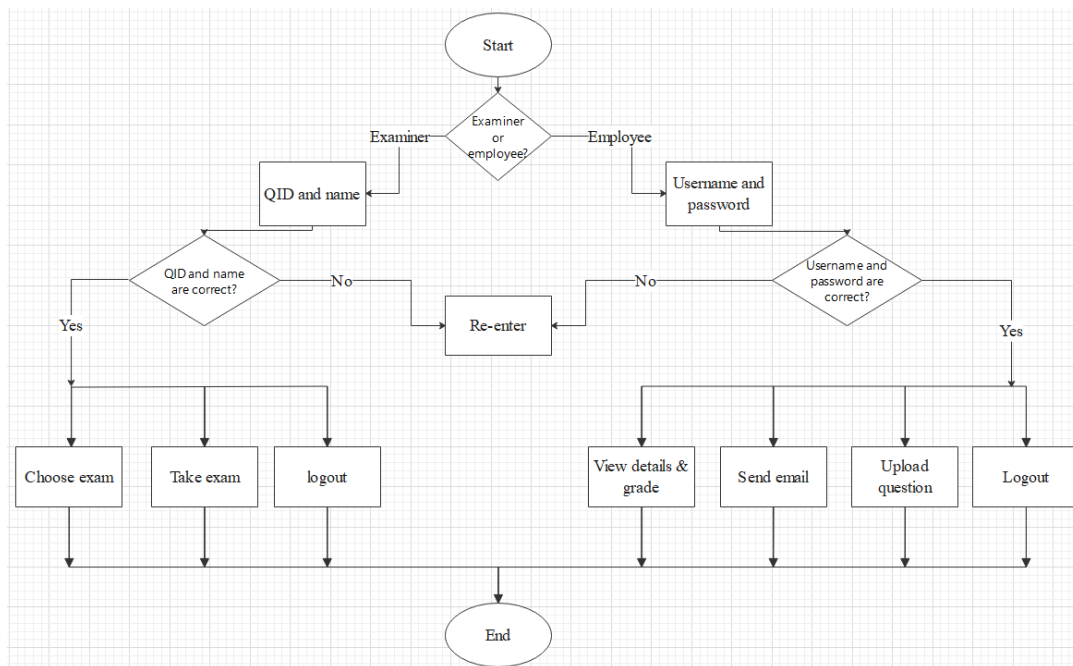 Start
Examiner
or
employee?
Examiner
Employee
QID and name
Username and
password
QID and name
are correct?
Username and
password are
correct?
No
No
Re-enter
Yes
Yes
Choose exam
Take exam
logout
View details &
grade
Send email
Upload
question
Logout
End